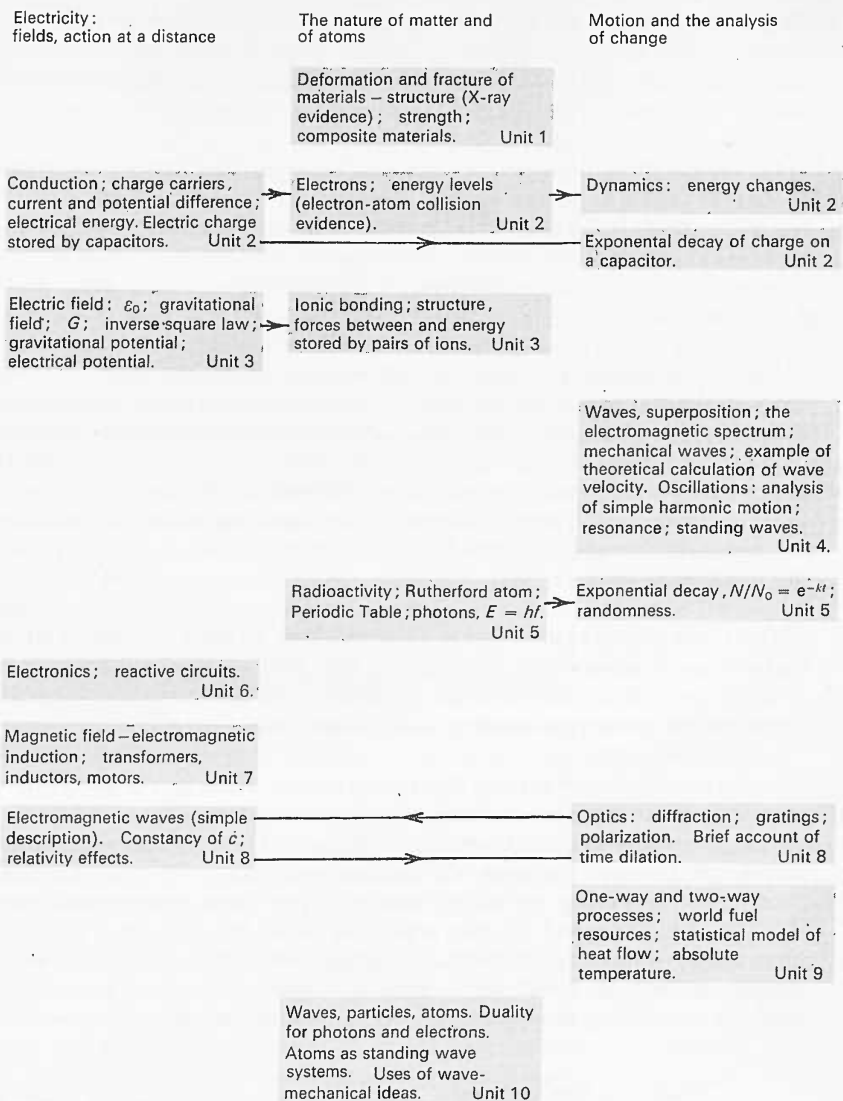 Electricity :
fields, action at a distance
The nature of matter and
of atoms
Motion and the analysis
of change
Deformation and fracture of
materials – structure (X-ray
evidence) ; strength ;
composite materials. Unit 1
Conduction ; charge carriers,
current and potential difference ;
electrical energy. Electric charge
stored by capacitors. Unit 2
Electrons ; energy levels
(electron-atom collision
evidence). Unit 2
Dynamics : energy changes.
Unit 2
Exponental decay of charge on
a capacitor. Unit 2
Electric field : ε₀ ; gravitational
field ; G ; inverse square law ;
gravitational potential ;
electrical potential. Unit 3
Ionic bonding ; structure,
forces between and energy
stored by pairs of ions. Unit 3
Waves, superposition ; the
electromagnetic spectrum ;
mechanical waves ; example of
theoretical calculation of wave
velocity. Oscillations : analysis
of simple harmonic motion ;
resonance ; standing waves.
Unit 4.
Radioactivity ; Rutherford atom ;
Periodic Table ; photons, E = hf.
Unit 5
Exponential decay, N/N₀ = e⁻ᵏᵗ ;
randomness. Unit 5
Electronics ; reactive circuits.
Unit 6.
Magnetic field – electromagnetic
induction ; transformers,
inductors, motors. Unit 7
Electromagnetic waves (simple
description). Constancy of c ;
relativity effects. Unit 8
Optics : diffraction ; gratings ;
polarization. Brief account of
time dilation. Unit 8
One-way and two-way
processes ; world fuel
resources ; statistical model of
heat flow ; absolute
temperature. Unit 9
Waves, particles, atoms. Duality
for photons and electrons.
Atoms as standing wave
systems. Uses of wave-
mechanical ideas. Unit 10